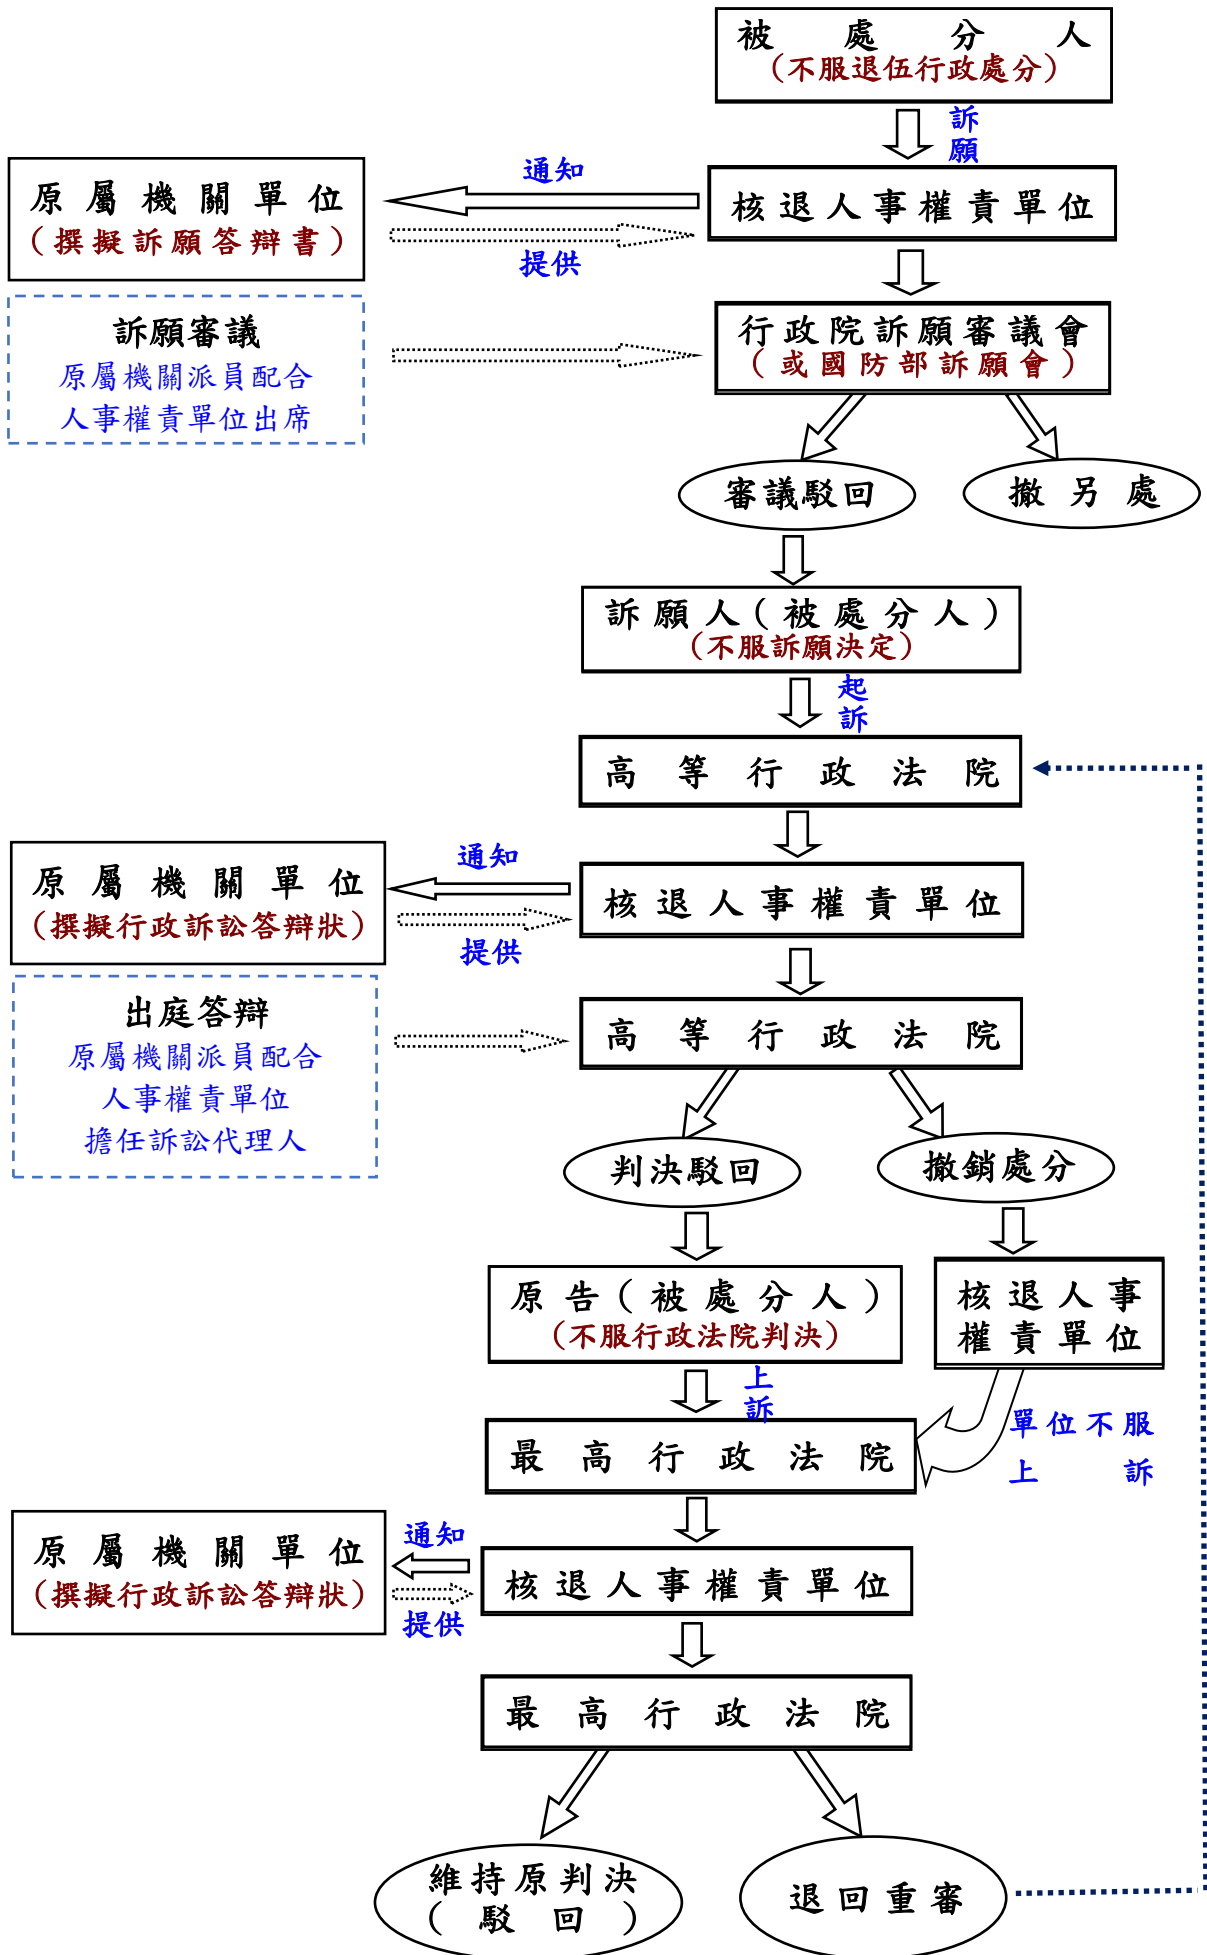 被處分人
（不服退伍行政處分）
訴
願
通知
原屬機關單位
（撰擬訴願答辯書）
核退人事權責單位
提供
訴願審議
原屬機關派員配合
人事權責單位出席
行政院訴願審議會
（或國防部訴願會）
審議駁回
撤另處
訴願人（被處分人）
（不服訴願決定）
起
訴
高等行政法院
通知
原屬機關單位
（撰擬行政訴訟答辯狀）
核退人事權責單位
提供
出庭答辯
原屬機關派員配合
人事權責單位
擔任訴訟代理人
高等行政法院
判決駁回
撤銷處分
原告（被處分人）
（不服行政法院判決）
核退人事
權責單位
上
訴
單位不服
上訴
最高行政法院
通知
原屬機關單位
（撰擬行政訴訟答辯狀）
核退人事權責單位
提供
最高行政法院
維持原判決
（駁回）
退回重審